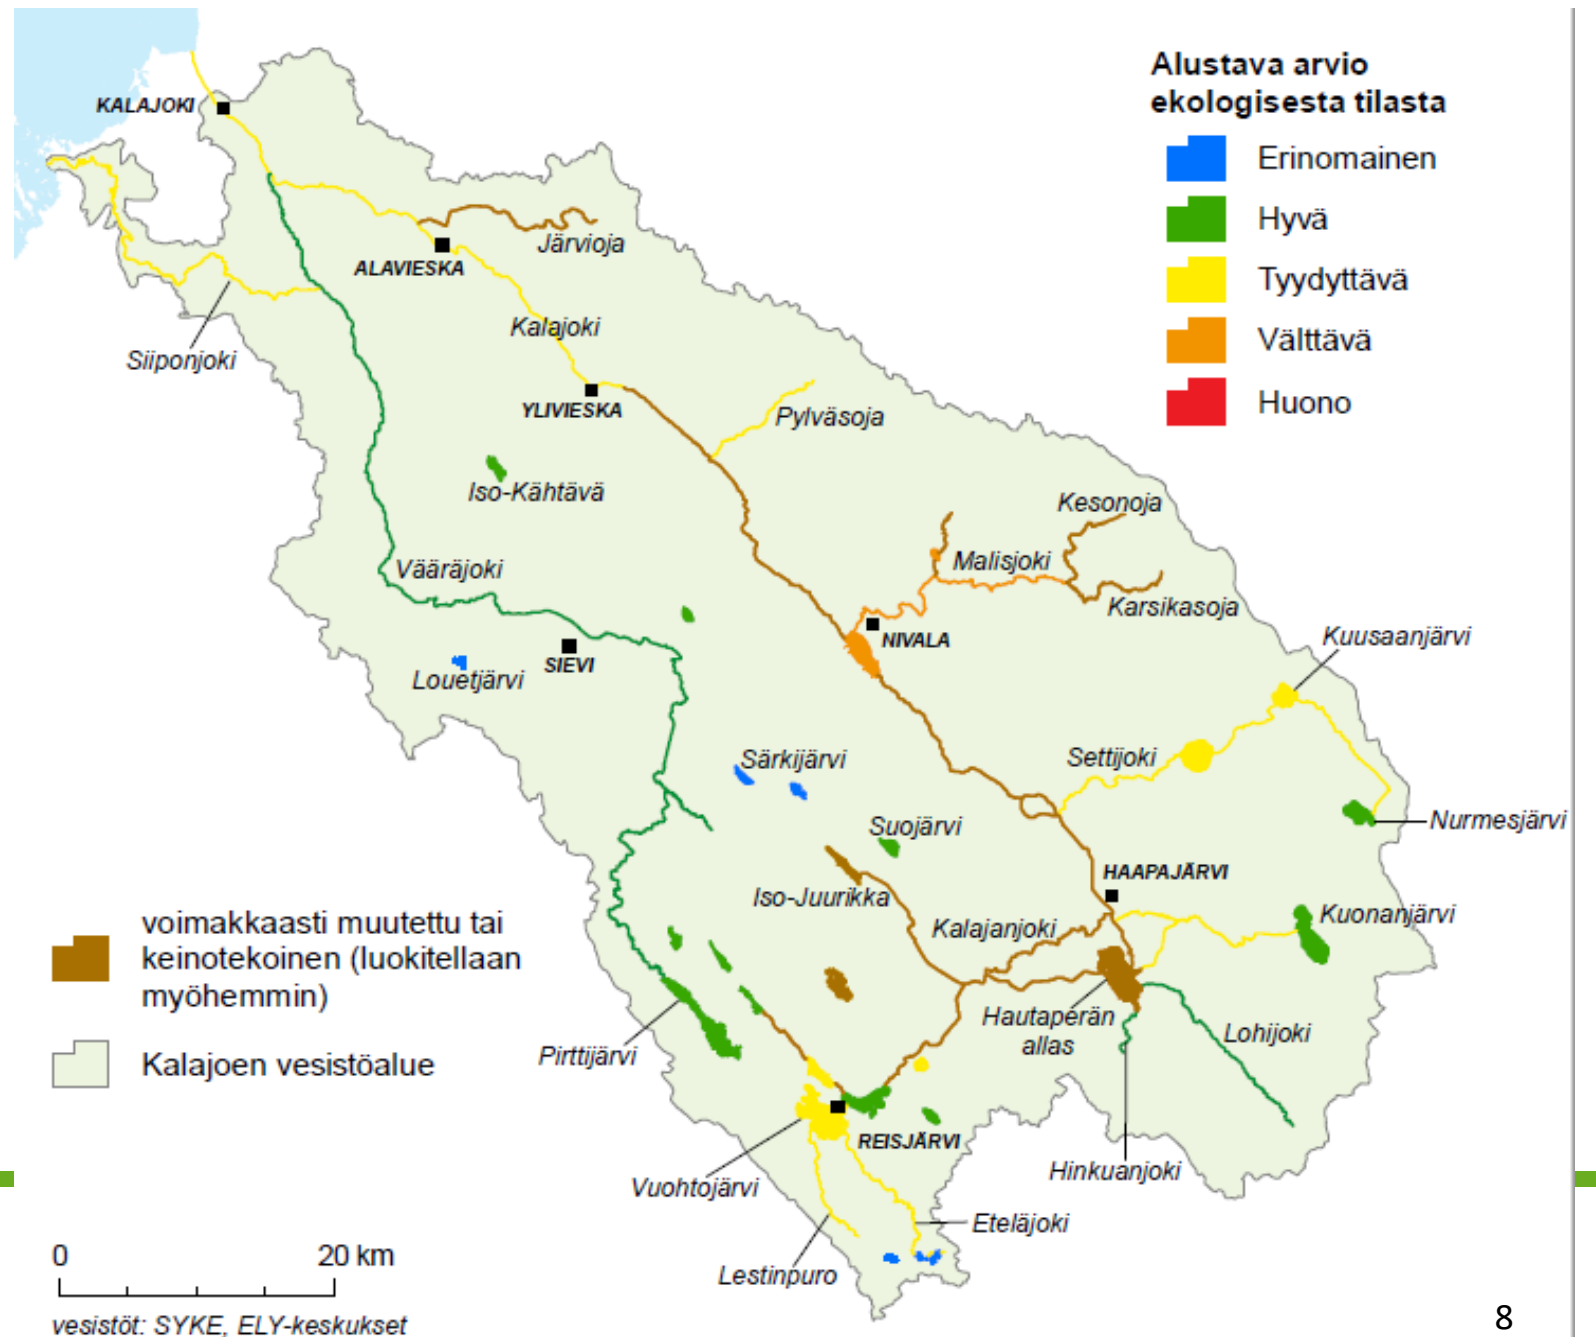 Alustava arvio
ekologisesta tilasta
Erinomainen
Hyvä
Tyydyttävä
Välttävä
Huono
KALAJOKI
Järvioja
ALAVIESKA
Kalajoki
Siiponjoki
YLIVIESKA
Pylväsoja
Iso-Kähtävä
Kesonoja
Vääräjoki
Malisjoki
Karsikasoja
NIVALA
Kuusaanjärvi
SIEVI
Louetjärvi
Särkijärvi
Settijoki
Suojärvi
Nurmesjärvi
HAAPAJÄRVI
Iso-Juurikka
Kuonanjärvi
Kalajanjoki
voimakkaasti muutettu tai
keinotekoinen (luokitellaan
myöhemmin)
Kalajoen vesistöalue
Hautaperän
allas
Lohijoki
Pirttijärvi
REISJÄRVI
Hinkuanjoki
Vuohtojärvi
Eteläjoki
Lestinpuro
0 20 km
vesistöt: SYKE, ELY-keskukset
8